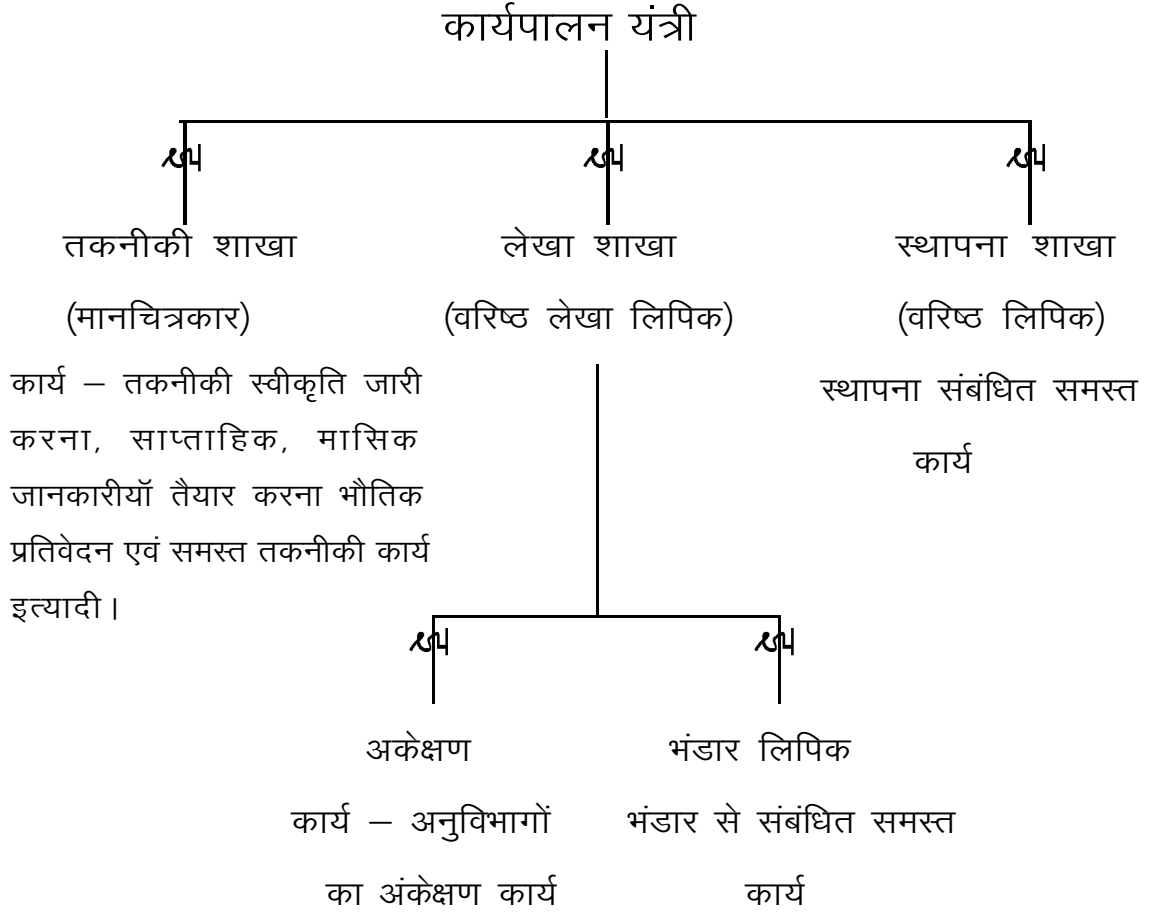 कार्यपालन यंत्री
तकनीकी शाखा
(मानचित्रकार)
कार्य – तकनीकी स्वीकृति जारी
करना, साप्ताहिक, मासिक
जानकारीयॉ तैयार करना भौतिक
प्रतिवेदन एवं समस्त तकनीकी कार्य
इत्यादी।
लेखा शाखा
(वरिष्ठ लेखा लिपिक)
स्थापना शाखा
(वरिष्ठ लिपिक)
स्थापना संबंधित समस्त
कार्य
अकेक्षण
कार्य – अनुविभागों
का अंकेक्षण कार्य
भंडार लिपिक
भंडार से संबंधित समस्त
कार्य